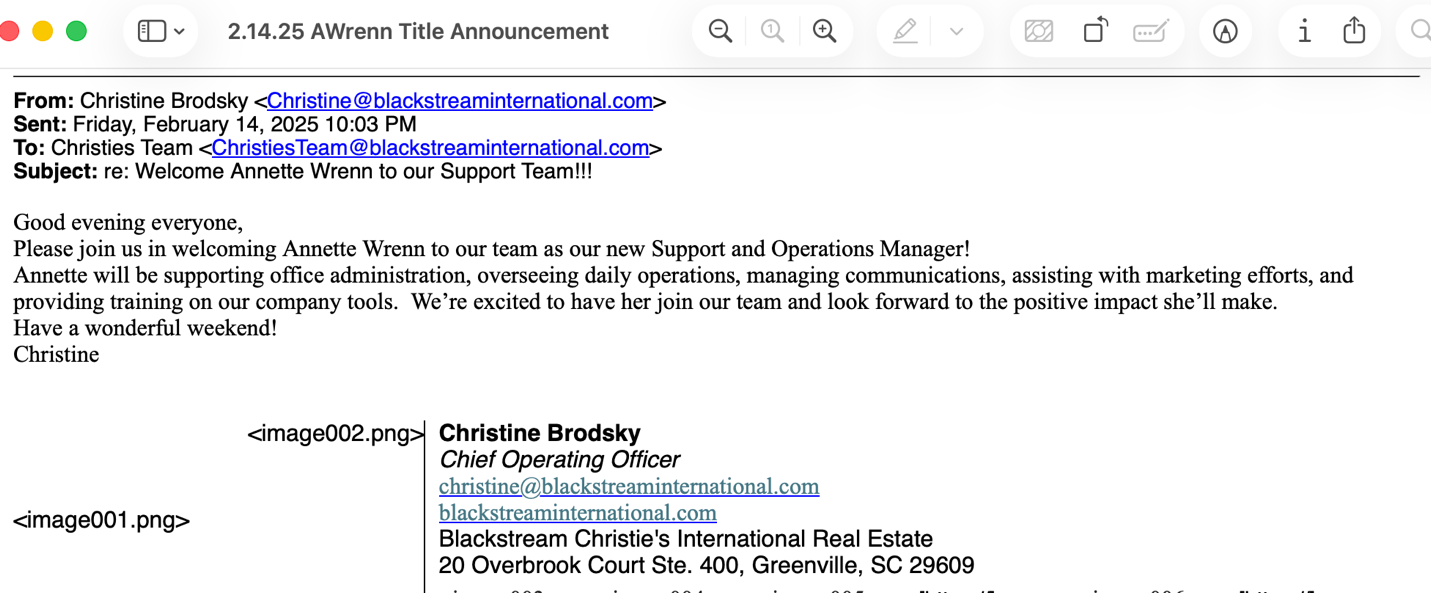 2.14.25 AWrenn Title Announcement
From: Christine Brodsky <Christine@blackstreaminternational.com>
Sent: Friday, February 14, 2025 10:03 PM
To: Christies Team <ChristiesTeam@blackstreaminternational.com>
Subject: re: Welcome Annette Wrenn to our Support Team!!!
Good evening everyone,
Please join us in welcoming Annette Wrenn to our team as our new Support and Operations Manager!
Annette will be supporting office administration, overseeing daily operations, managing communications, assisting with marketing efforts, and
providing training on our company tools.  We’re excited to have her join our team and look forward to the positive impact she’ll make.
Have a wonderful weekend!
Christine
<image002.png>
Christine Brodsky
Chief Operating Officer
christine@blackstreaminternational.com
blackstreaminternational.com
<image001.png>
Blackstream Christie's International Real Estate
20 Overbrook Court Ste. 400, Greenville, SC 29609